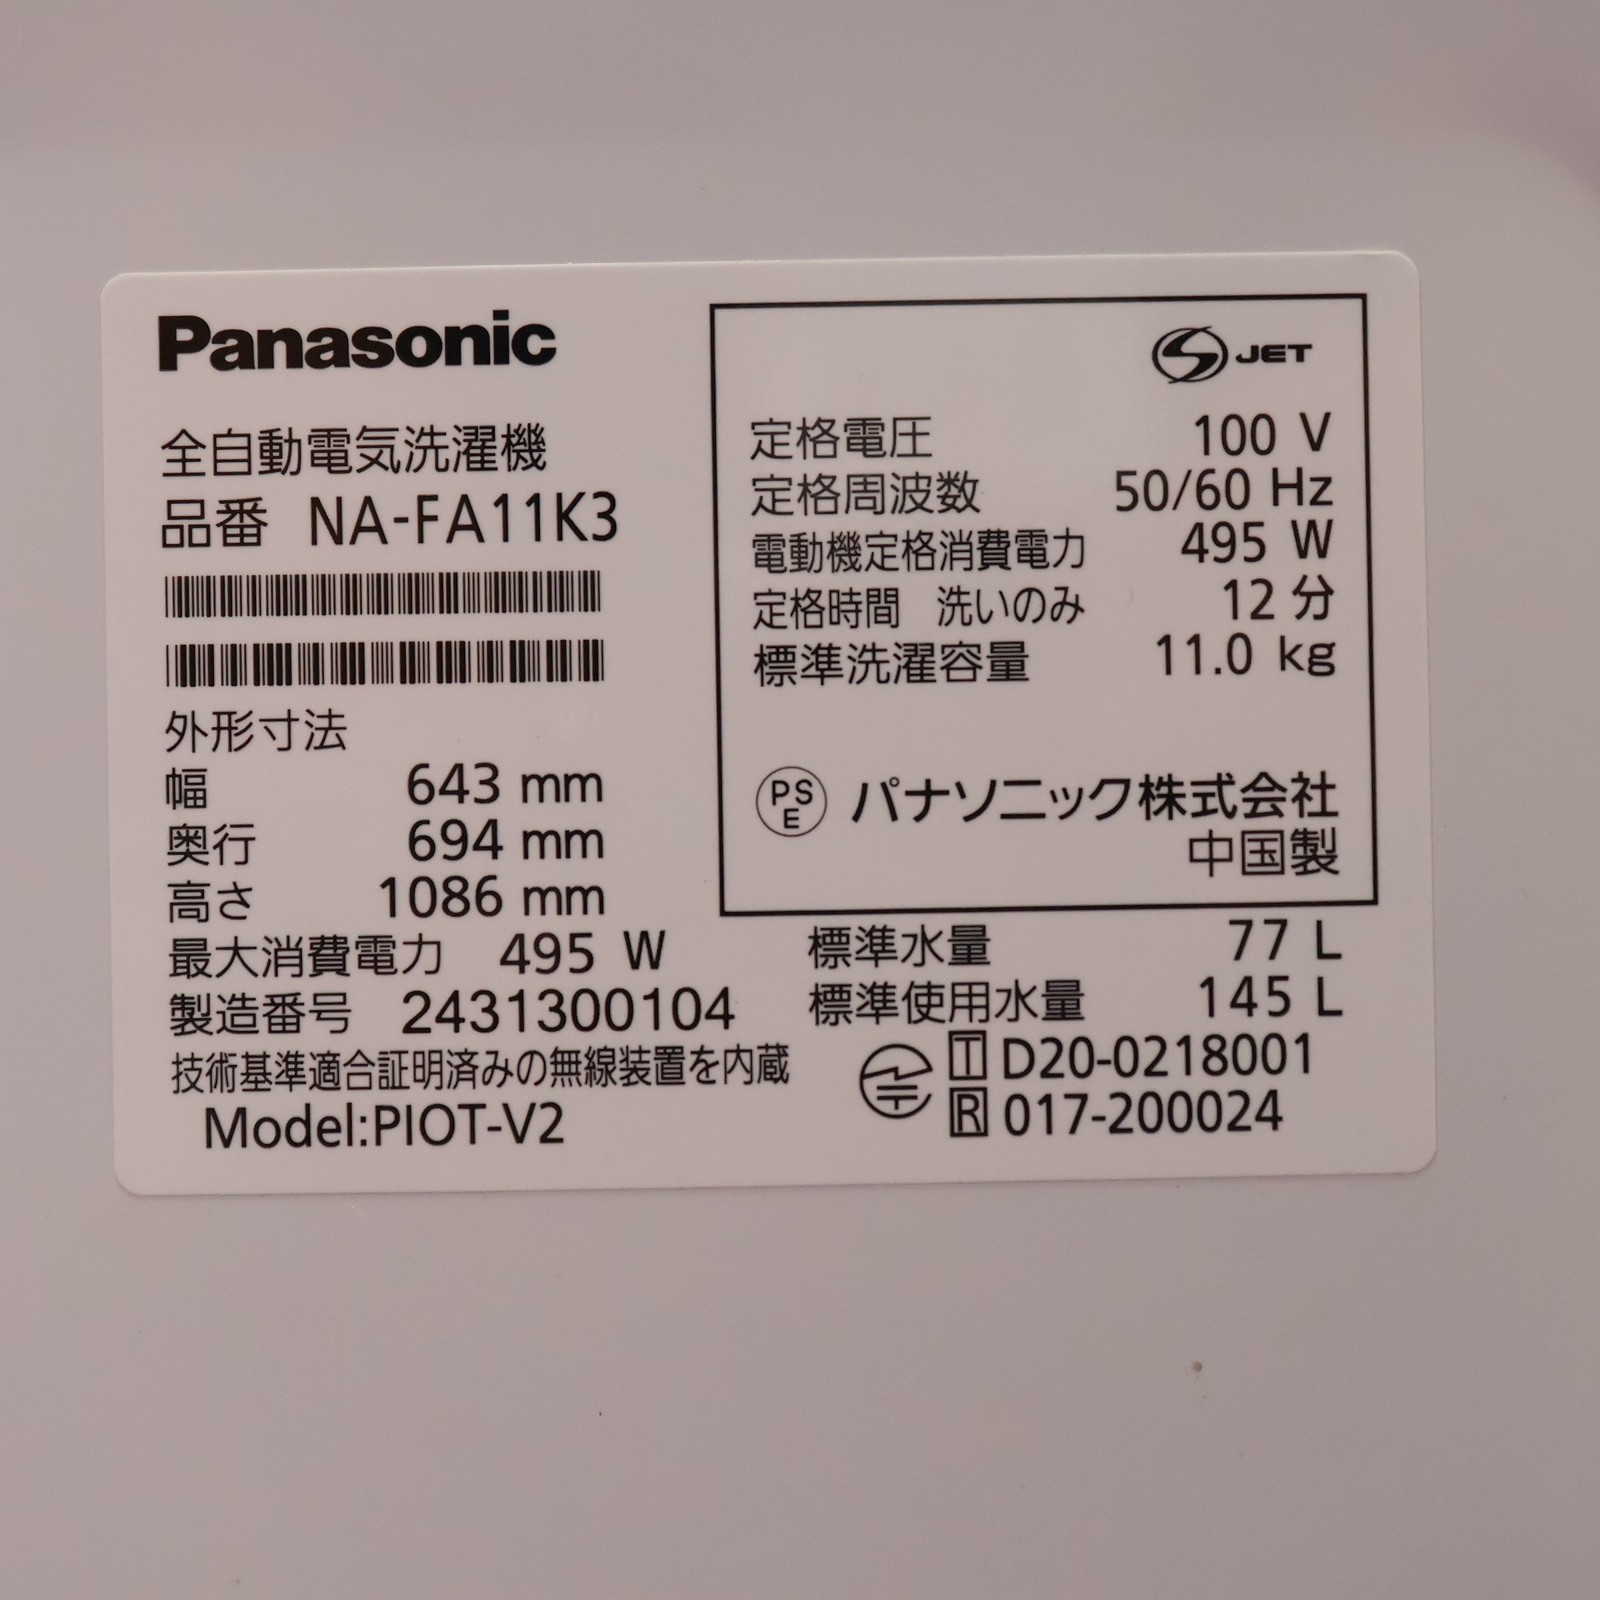 Panasonic
全自動電気洗濯機
品番 NA-FA11K3
外形寸法
幅 643 mm
奥行 694 mm
高さ 1086 mm
最大消費電力 495 W
製造番号 2431300104
技術基準適合証明済みの無線装置を内蔵
Model:PIOT-V2
S JET
定格電圧 100 V
定格周波数 50/60 Hz
電動機定格消費電力 495 W
定格時間 洗いのみ 12 分
標準洗濯容量 11.0 kg
PS E パナソニック株式会社
中国製
標準水量 77 L
標準使用水量 145 L
T D20-0218001
R 017-200024